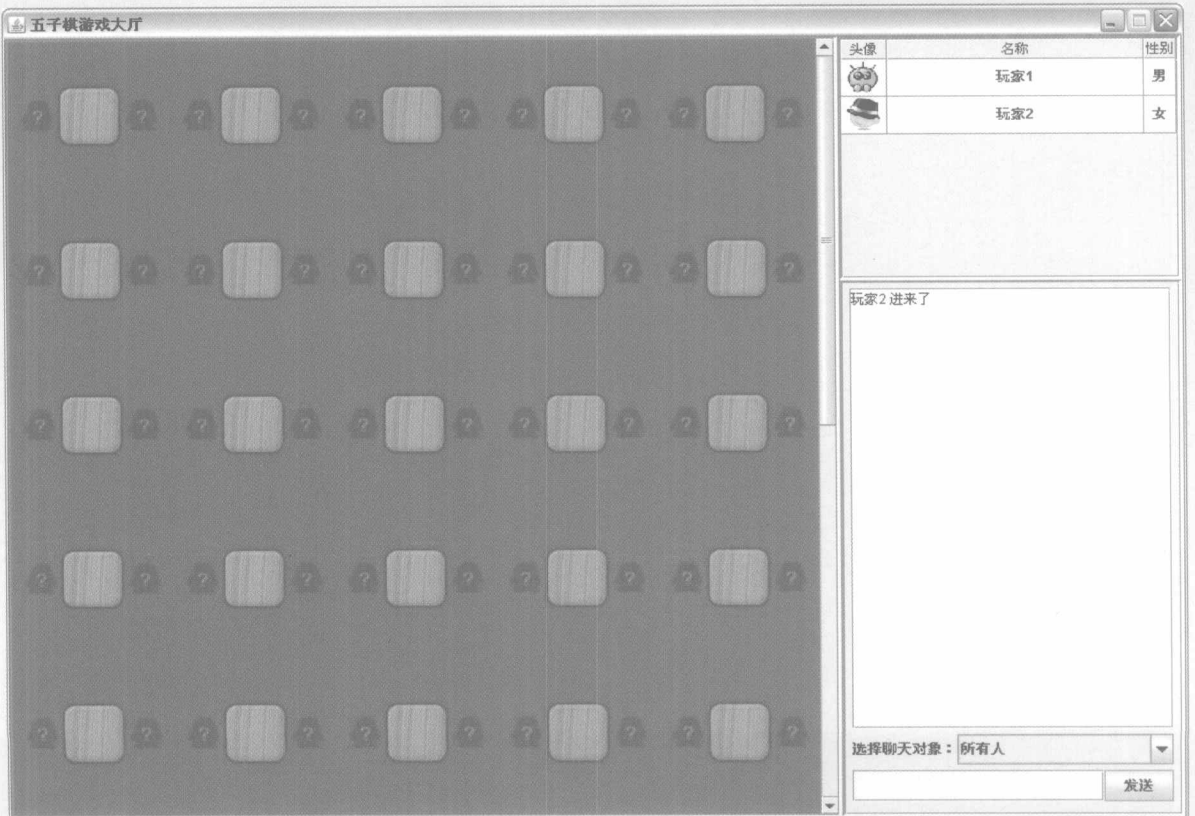 五子棋游戏大厅
头像 名称 性别
玩家1 男
玩家2 女
玩家2 进来了
选择聊天对象：所有人
发送